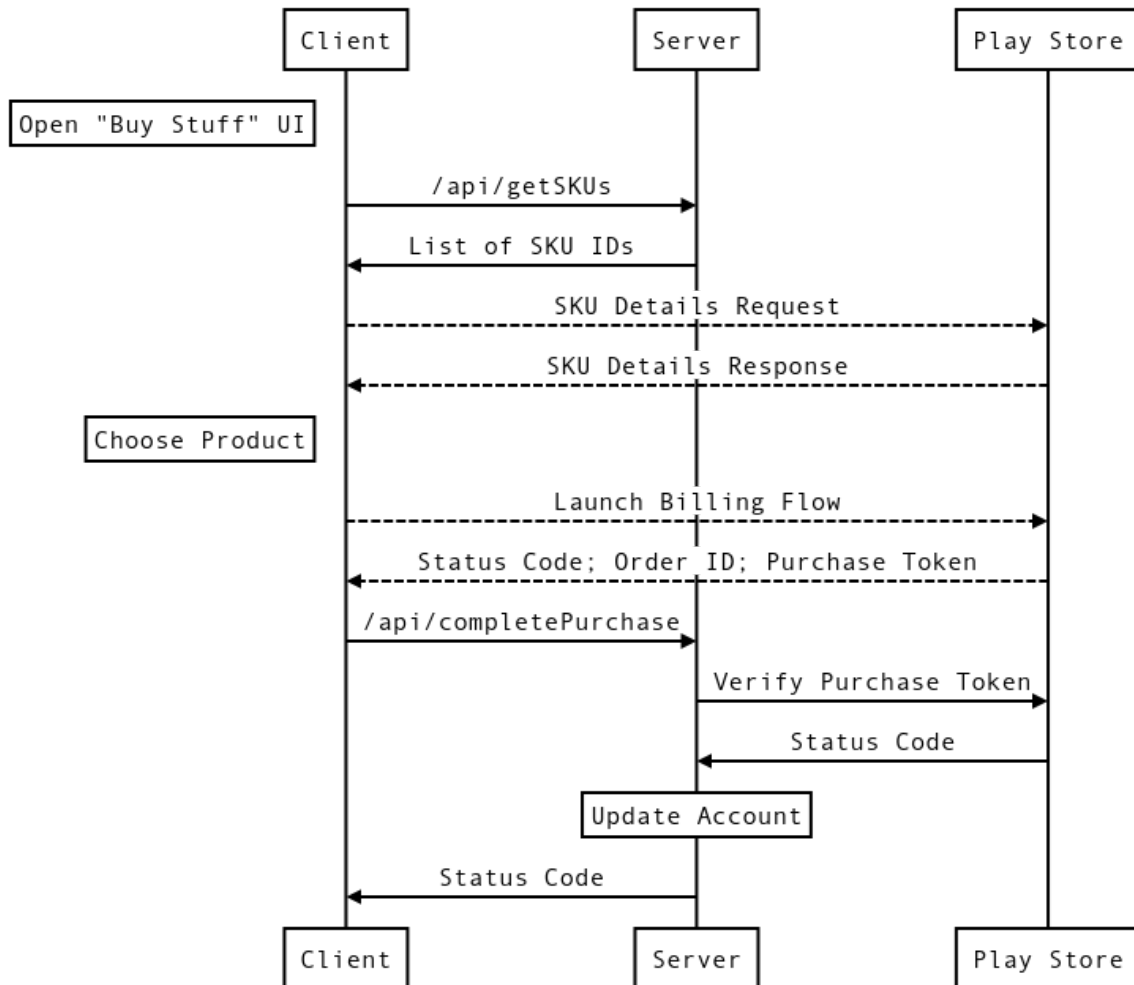 Client
Server
Play Store
Open "Buy Stuff" UI
/api/getSKUs
List of SKU IDs
SKU Details Request
SKU Details Response
Choose Product
Launch Billing Flow
Status Code; Order ID; Purchase Token
/api/completePurchase
Verify Purchase Token
Status Code
Update Account
Status Code
Client
Server
Play Store